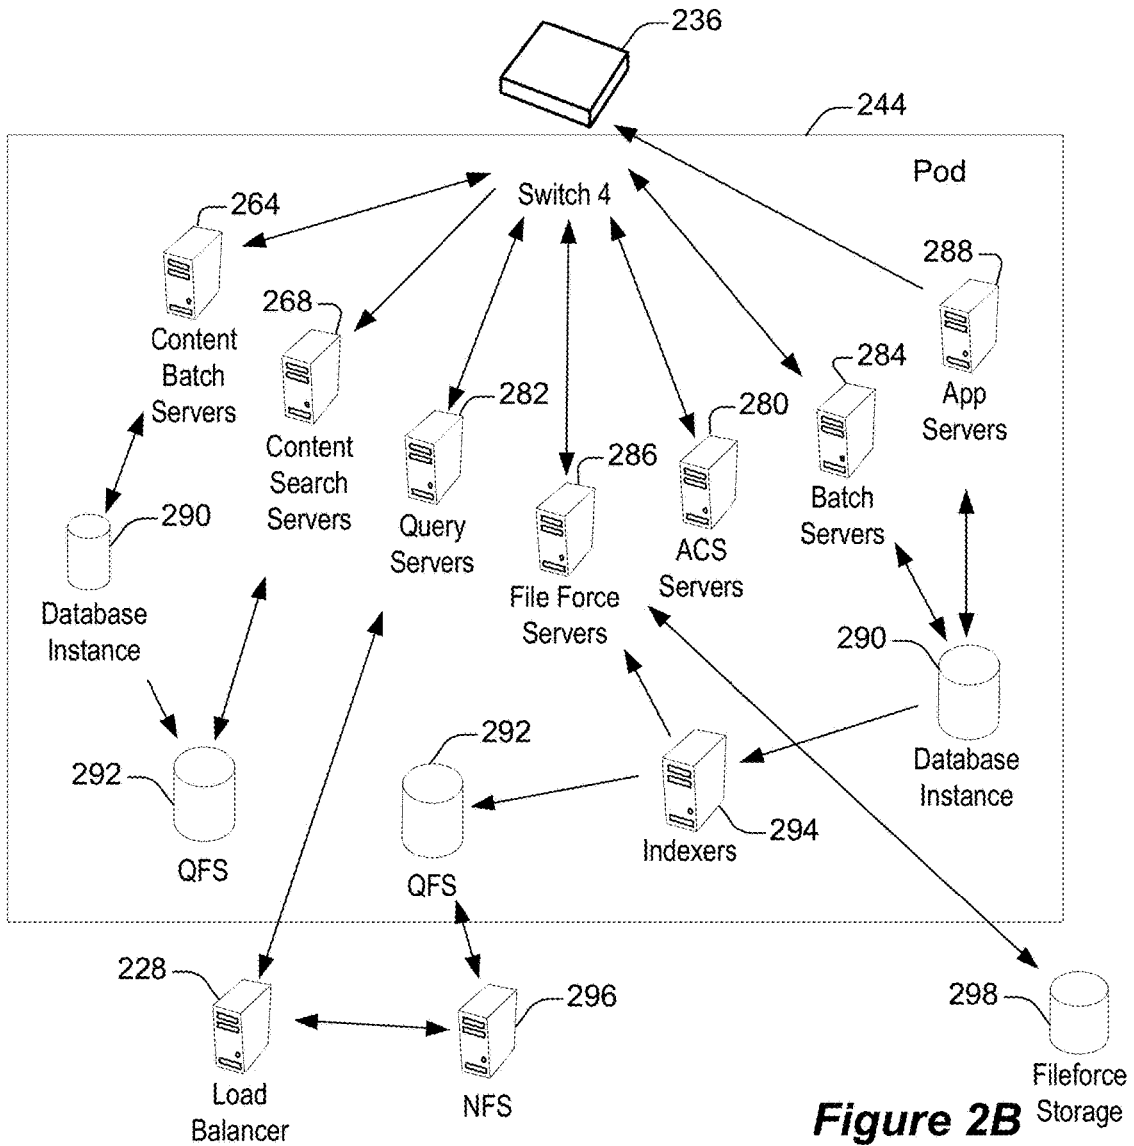 236
244
Pod
Switch 4
264
Content
Batch
Servers
268
Content
Search
Servers
282
Query
Servers
286
File Force
Servers
280
ACS
Servers
284
Batch
Servers
288
App
Servers
290
Database
Instance
290
Database
Instance
292
QFS
292
QFS
294
Indexers
228
Load
Balancer
296
NFS
298
Fileforce
Storage
Figure 2B